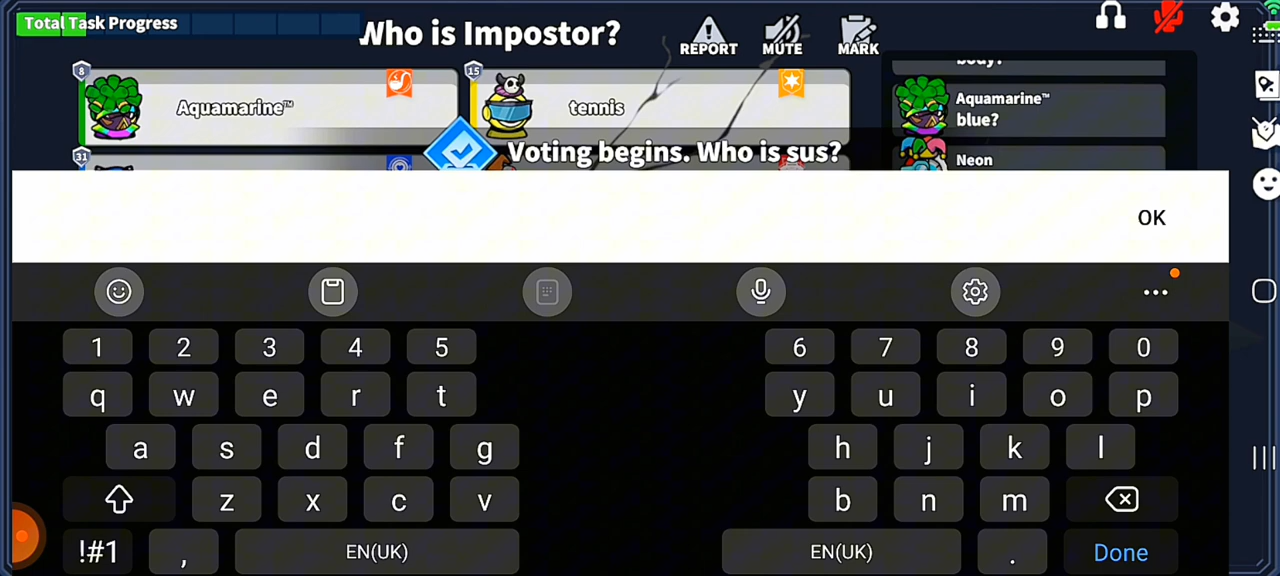 Total Task Progress
Who is Impostor?
REPORT
MUTE
MARK
8
Aquamarine™
15
tennis
body?
Aquamarine™
blue?
31
Voting begins. Who is sus?
Neon
OK
1 2 3 4 5 6 7 8 9 0
q w e r t y u i o p
a s d f g h j k l
z x c v b n m
!#1 , EN(UK) EN(UK) . Done